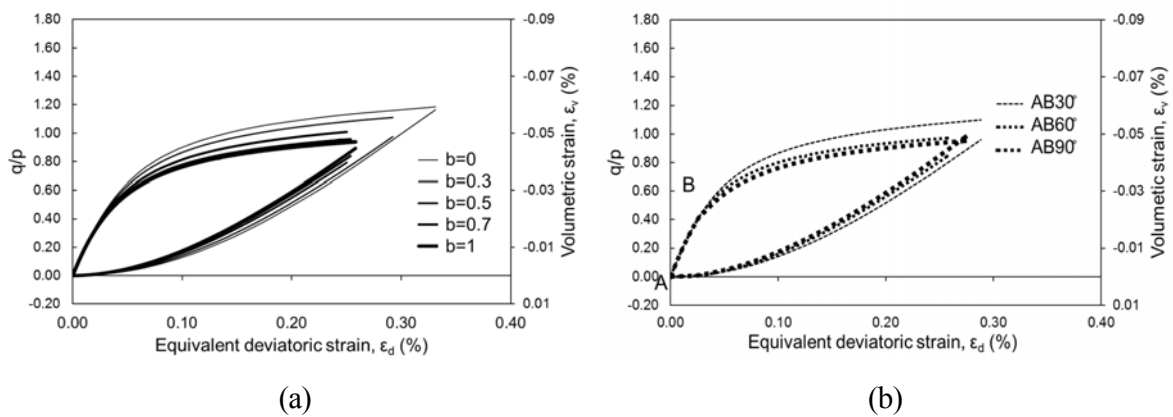 1.80
1.60
1.40
1.20
1.00
0.80
0.60
0.40
0.20
0.00
-0.20
q/p
0.00
0.10
0.20
0.30
0.40
Equivalent deviatoric strain, ε_d (%)
-0.09
-0.07
-0.05
-0.03
-0.01
0.01
Volumetric strain, ε_v (%)
b=0
b=0.3
b=0.5
b=0.7
b=1
(a)
1.80
1.60
1.40
1.20
1.00
0.80
0.60
0.40
0.20
0.00
-0.20
q/p
B
A
0.00
0.10
0.20
0.30
0.40
Equivalent deviatoric strain, ε_d (%)
-0.09
-0.07
-0.05
-0.03
-0.01
0.01
Volumetric strain, ε_v (%)
AB30°
AB60°
AB90°
(b)